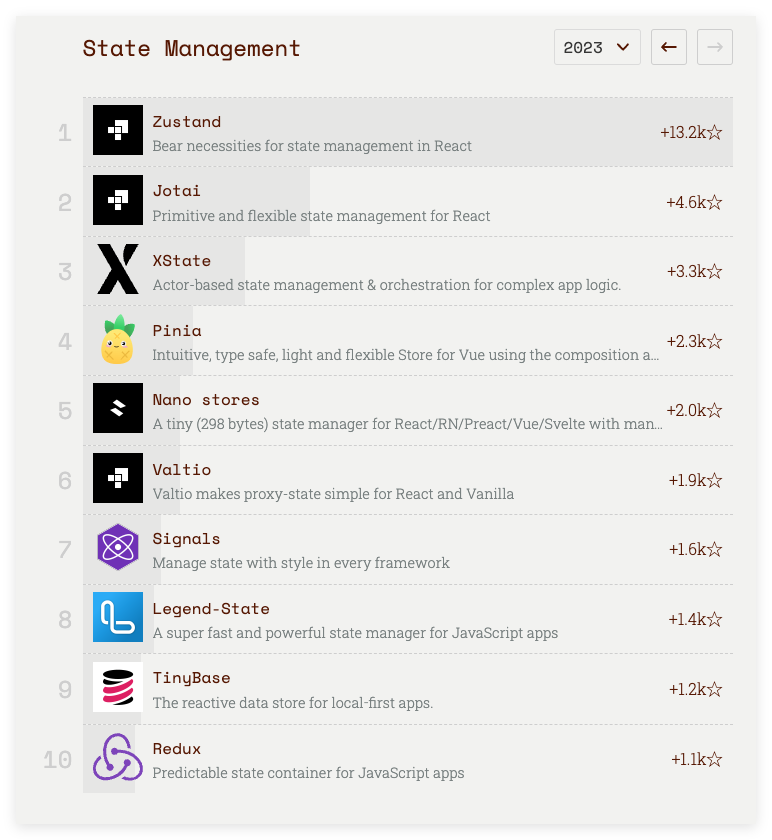 State Management
2023
1
Zustand
Bear necessities for state management in React
+13.2k☆
2
Jotai
Primitive and flexible state management for React
+4.6k☆
3
XState
Actor-based state management & orchestration for complex app logic.
+3.3k☆
4
Pinia
Intuitive, type safe, light and flexible Store for Vue using the composition a...
+2.3k☆
5
Nano stores
A tiny (298 bytes) state manager for React/RN/Preact/Vue/Svelte with man...
+2.0k☆
6
Valtio
Valtio makes proxy-state simple for React and Vanilla
+1.9k☆
7
Signals
Manage state with style in every framework
+1.6k☆
8
Legend-State
A super fast and powerful state manager for JavaScript apps
+1.4k☆
9
TinyBase
The reactive data store for local-first apps.
+1.2k☆
10
Redux
Predictable state container for JavaScript apps
+1.1k☆